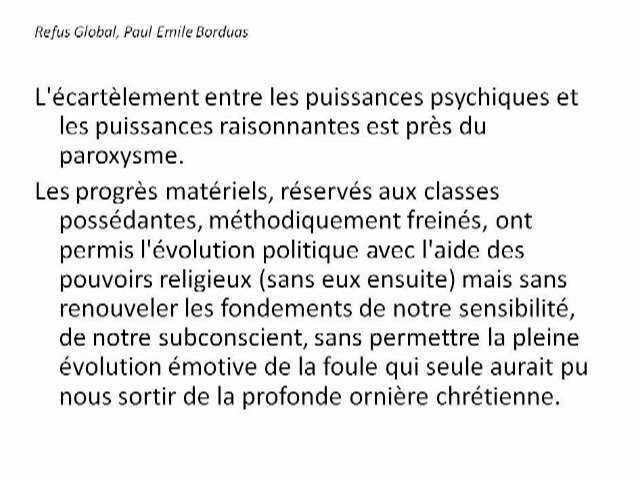 Refus Global, Paul Emile Borduas
L'écartèlement entre les puissances psychiques et
les puissances raisonnantes est près du
paroxysme.
Les progrès matériels, réservés aux classes
possédantes, méthodiquement freinés, ont
permis l'évolution politique avec l'aide des
pouvoirs religieux (sans eux ensuite) mais sans
renouveler les fondements de notre sensibilité,
de notre subconscient, sans permettre la pleine
évolution émotive de la foule qui seule aurait pu
nous sortir de la profonde ornière chrétienne.